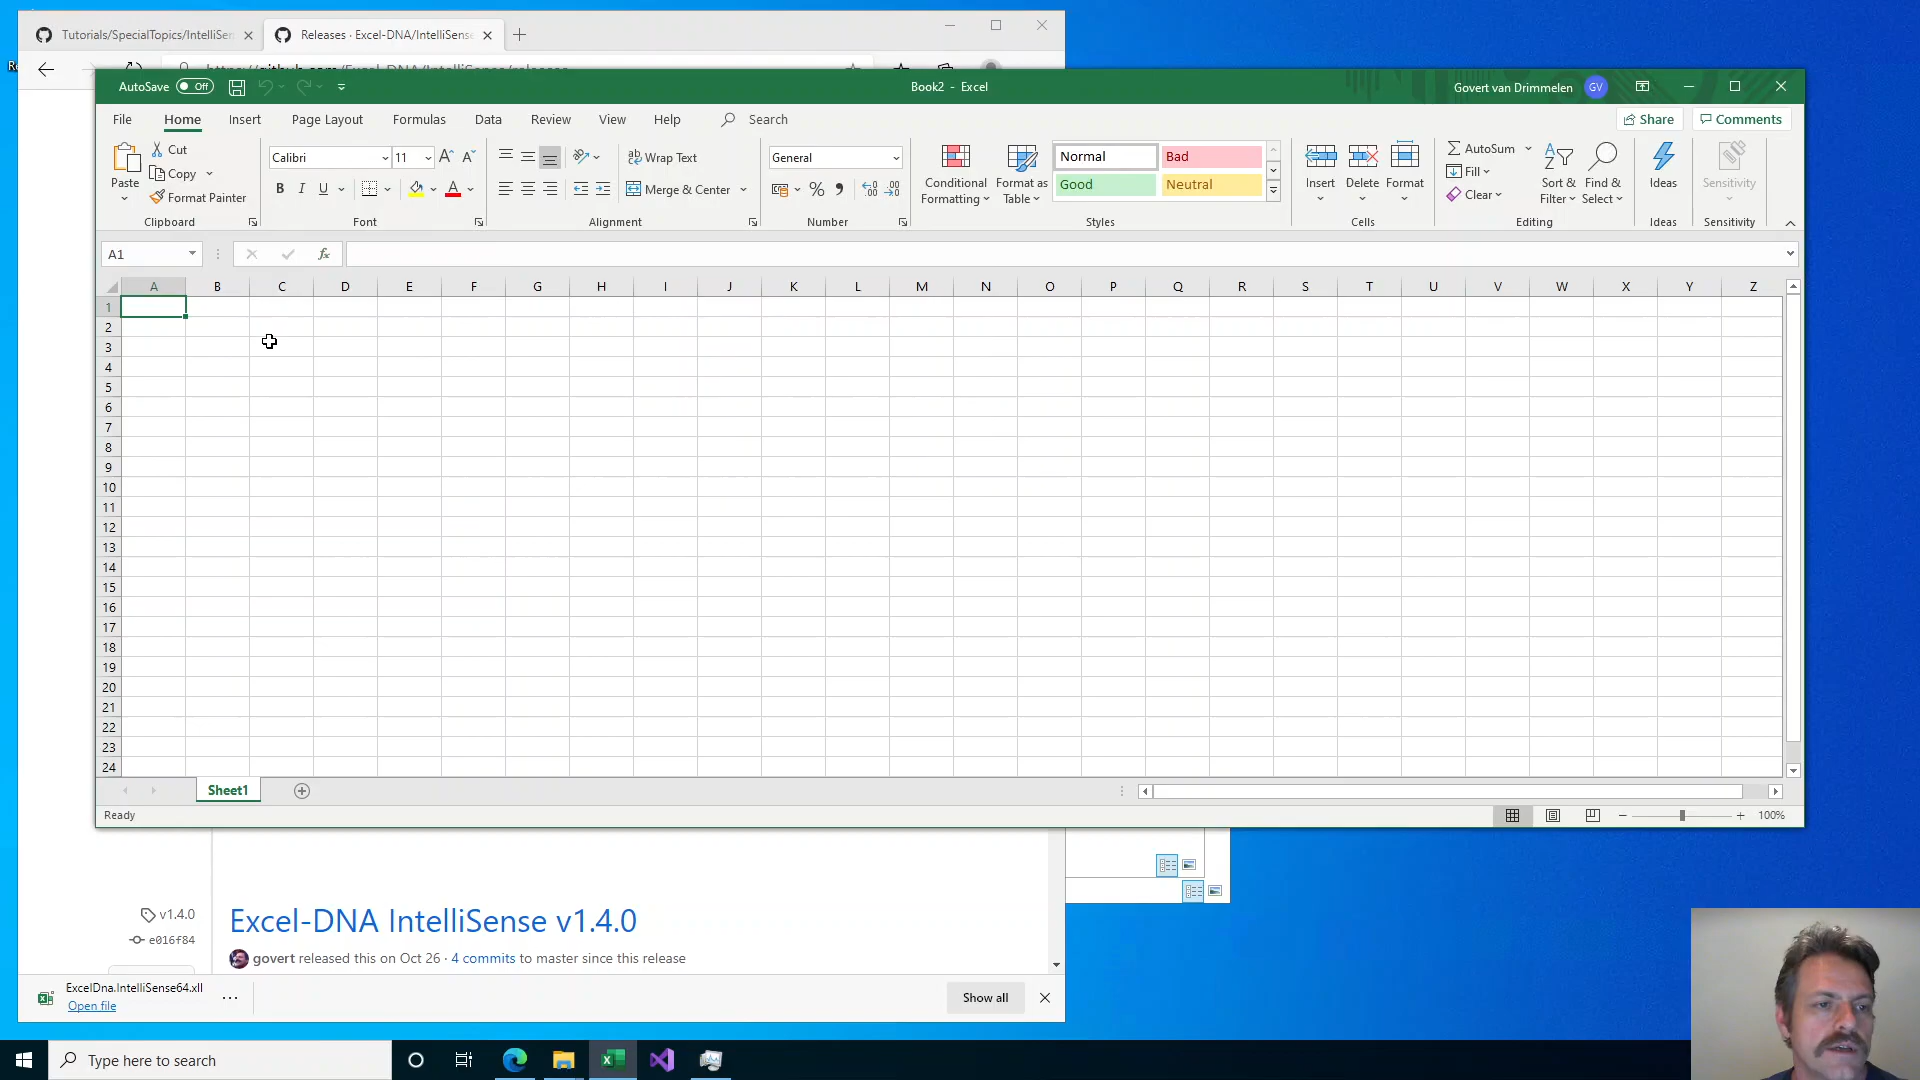 Tutorials/SpecialTopics/IntelliSen
Releases · Excel-DNA/IntelliSense
AutoSave Off
Book2 - Excel
Govert van Drimmelen GV
File Home Insert Page Layout Formulas Data Review View Help Search
Share Comments
Paste
Cut
Copy
Format Painter
Clipboard
Calibri 11
B I U
Font
Wrap Text
Merge & Center
Alignment
General
Number
Conditional Formatting
Format as Table
Normal Bad
Good Neutral
Styles
Insert Delete Format
Cells
AutoSum
Fill
Clear
Sort & Filter
Find & Select
Editing
Ideas
Ideas
Sensitivity
Sensitivity
A1
fx
A B C D E F G H I J K L M N O P Q R S T U V W X Y Z
1
2
3
4
5
6
7
8
9
10
11
12
13
14
15
16
17
18
19
20
21
22
23
24
Sheet1
Ready
100%
v1.4.0
Excel-DNA IntelliSense v1.4.0
e016f84
govert released this on Oct 26 · 4 commits to master since this release
ExcelDna.IntelliSense64.xll
Open file
Show all
Type here to search